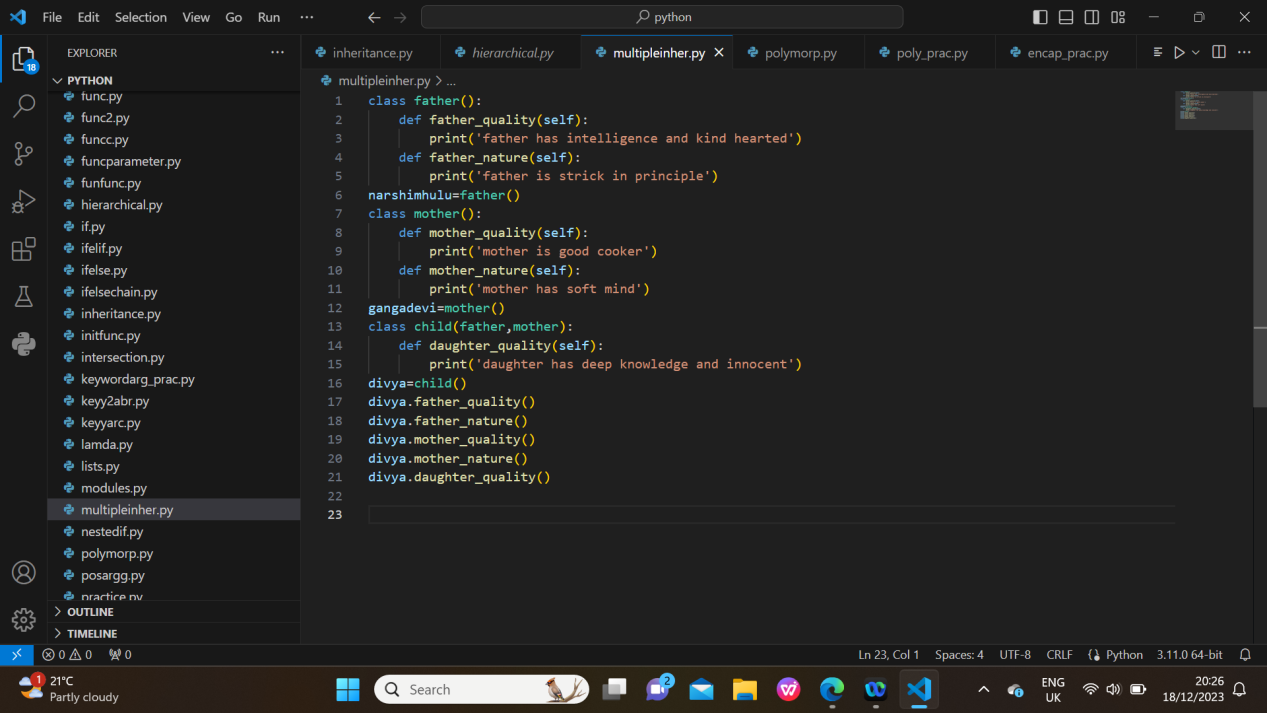 File Edit Selection View Go Run ···
python
EXPLORER ···
inheritance.py hierarchical.py multipleinher.py polymorp.py poly_prac.py encap_prac.py
18
PYTHON
func.py
func2.py
funcc.py
funcparameter.py
funfunc.py
hierarchical.py
if.py
ifelif.py
ifelse.py
ifelsechain.py
inheritance.py
initfunc.py
intersection.py
keywordarg_prac.py
keyy2abr.py
keyyarc.py
lamda.py
lists.py
modules.py
multipleinher.py
nestedif.py
polymorp.py
posargg.py
practice.py
OUTLINE
TIMELINE
multipleinher.py > ...
1 class father():
2     def father_quality(self):
3         print('father has intelligence and kind hearted')
4     def father_nature(self):
5         print('father is strick in principle')
6 narshimhulu=father()
7 class mother():
8     def mother_quality(self):
9         print('mother is good cooker')
10     def mother_nature(self):
11         print('mother has soft mind')
12 gangadevi=mother()
13 class child(father,mother):
14     def daughter_quality(self):
15         print('daughter has deep knowledge and innocent')
16 divya=child()
17 divya.father_quality()
18 divya.father_nature()
19 divya.mother_quality()
20 divya.mother_nature()
21 divya.daughter_quality()
22
23
0 0 0 Ln 23, Col 1 Spaces: 4 UTF-8 CRLF Python 3.11.0 64-bit
1 21°C
Partly cloudy
Search
2
ENG
UK
20:26
18/12/2023